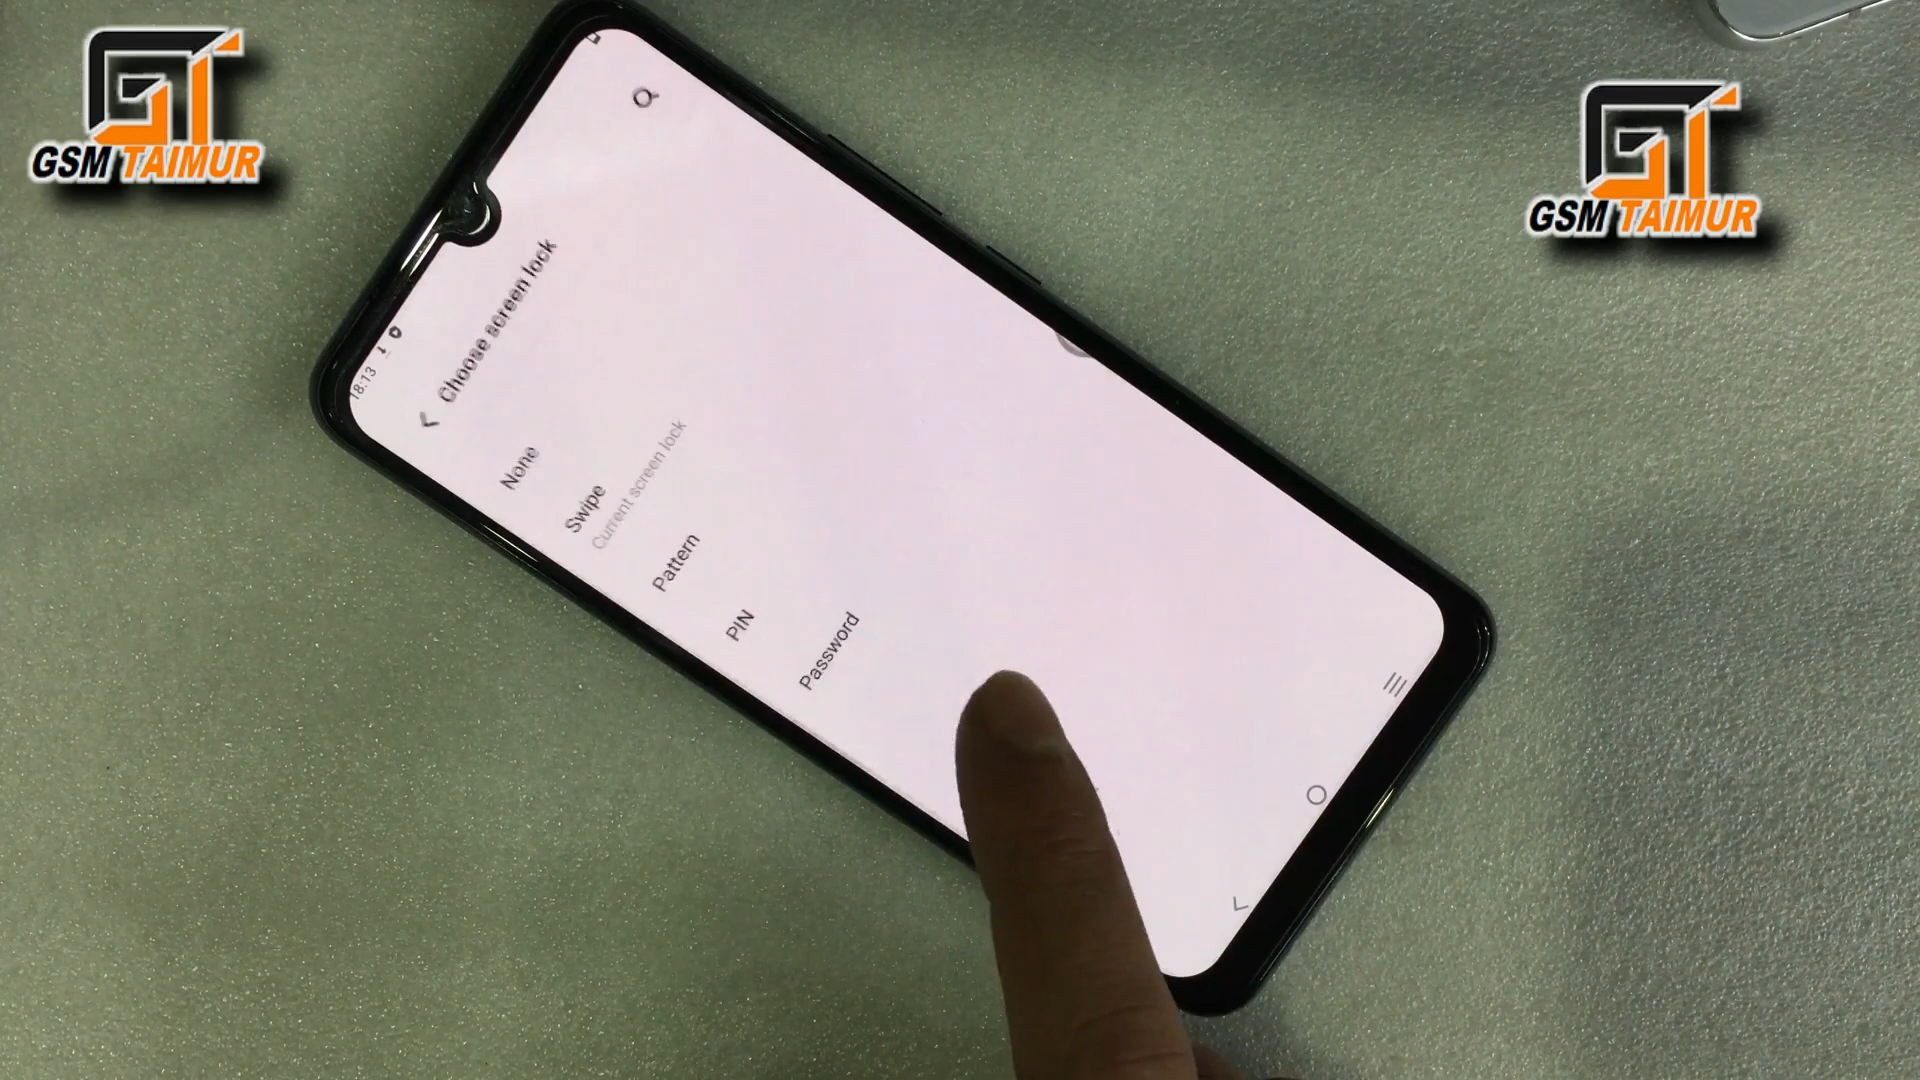 GSM TAIMUR
GSM TAIMUR
18:13
Choose screen lock
None
Swipe
Current screen lock
Pattern
PIN
Password